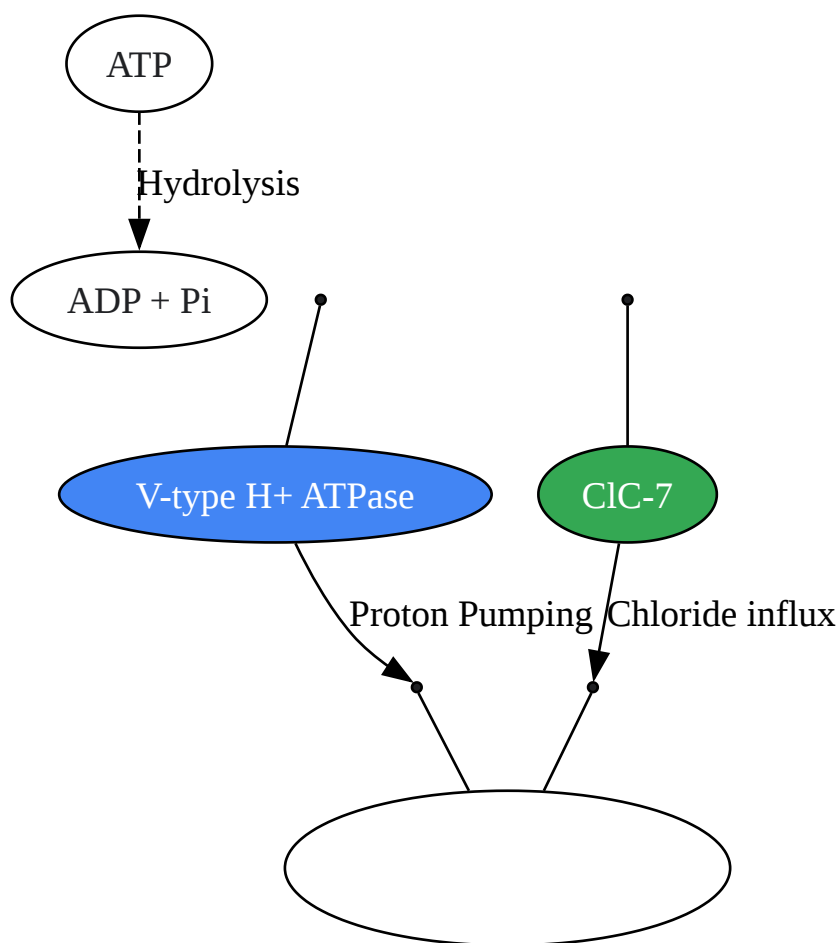 ATP
Hydrolysis
ADP + Pi
V-type H+ ATPase
ClC-7
Proton Pumping
Chloride influx